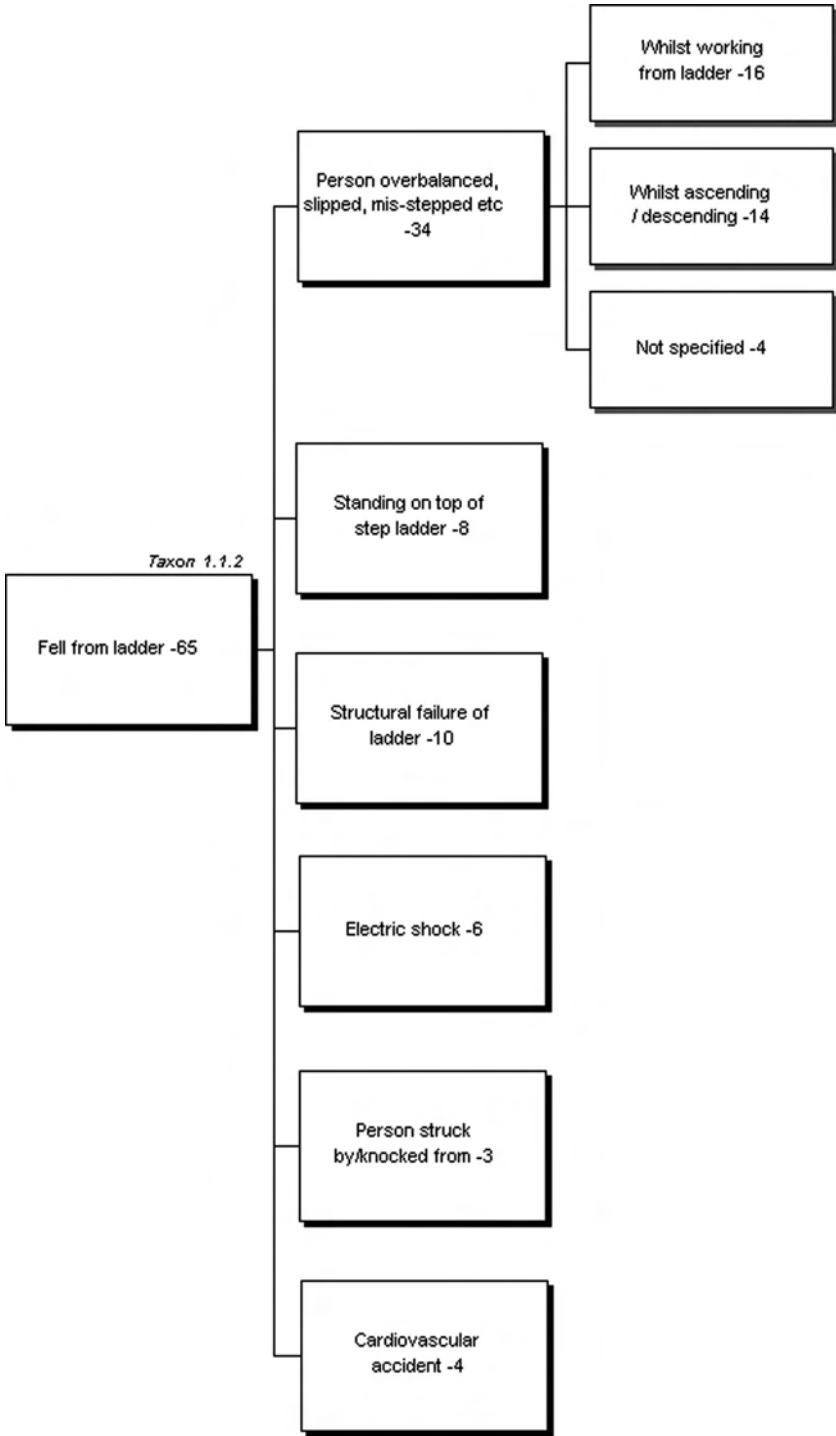 Whilst working
from ladder -16
Person overbalanced,
slipped, mis-stepped etc
-34
Whilst ascending
/ descending -14
Not specified -4
Standing on top of
step ladder -8
Taxon 1.1.2
Fell from ladder -65
Structural failure of
ladder -10
Electric shock -6
Person struck
by/knocked from -3
Cardiovascular
accident -4